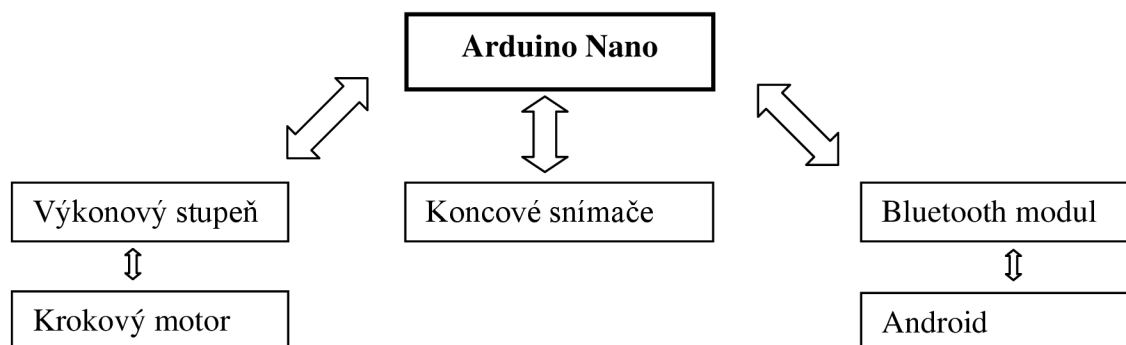 Arduino Nano
Výkonový stupeň
Koncové snímače
Bluetooth modul
Krokový motor
Android